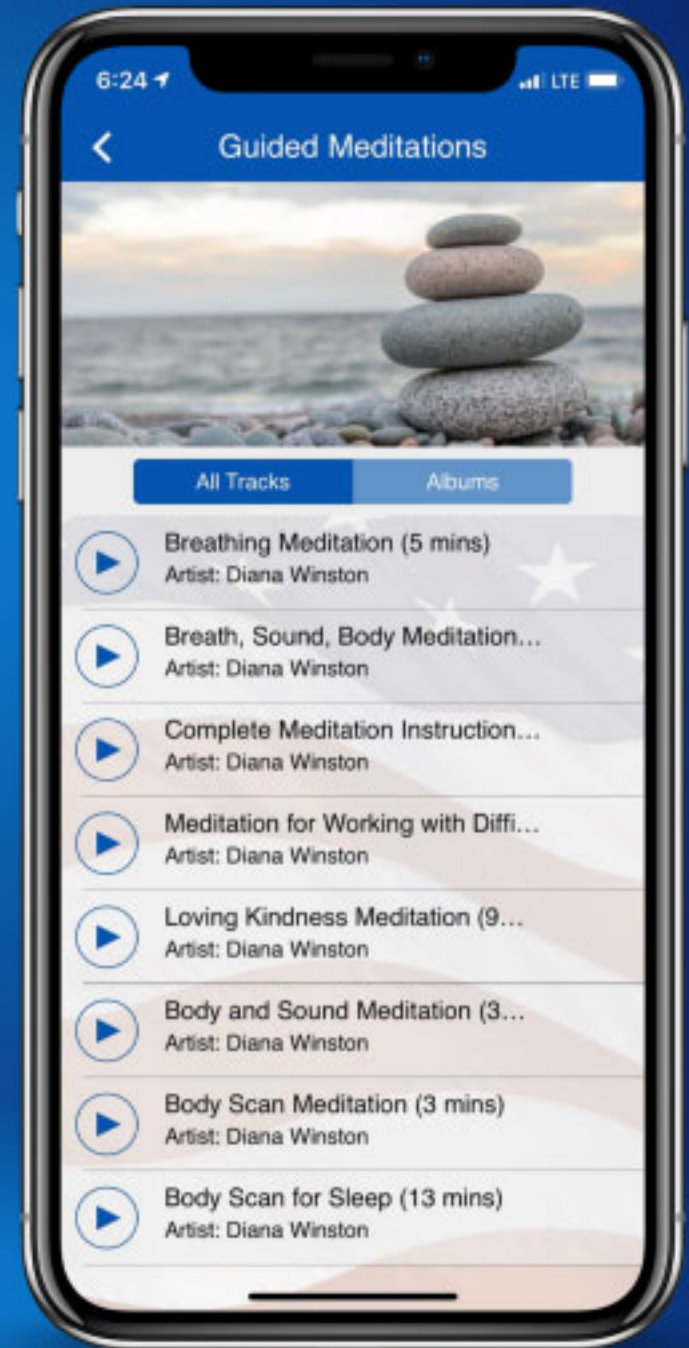 6:24
LTE
Guided Meditations
All Tracks
Albums
Breathing Meditation (5 mins)
Artist: Diana Winston
Breath, Sound, Body Meditation...
Artist: Diana Winston
Complete Meditation Instruction...
Artist: Diana Winston
Meditation for Working with Diffi...
Artist: Diana Winston
Loving Kindness Meditation (9...
Artist: Diana Winston
Body and Sound Meditation (3...
Artist: Diana Winston
Body Scan Meditation (3 mins)
Artist: Diana Winston
Body Scan for Sleep (13 mins)
Artist: Diana Winston